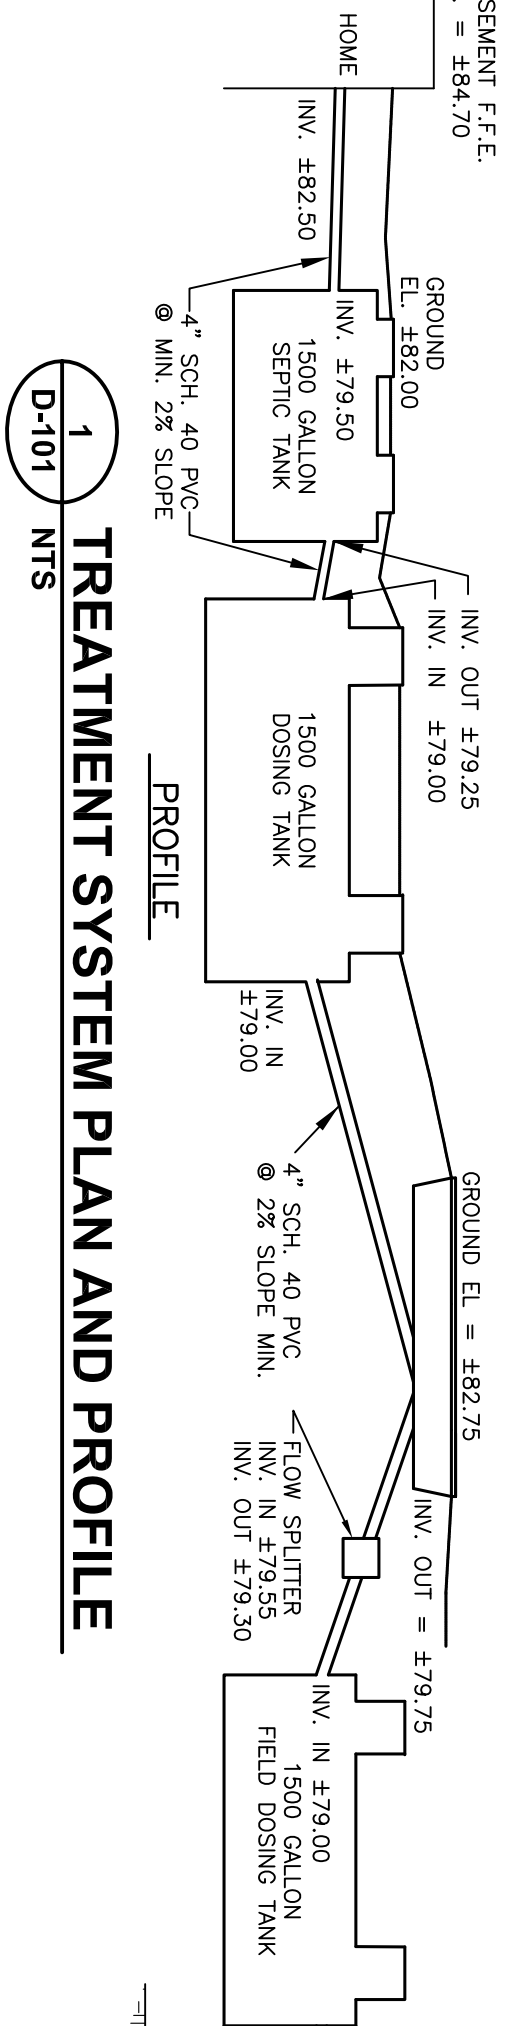 SEMENT F.F.E.
. = ±84.70
HOME
INV. ±82.50
GROUND
EL. ±82.00
INV. ±79.50
1500 GALLON
SEPTIC TANK
4" SCH. 40 PVC
@ MIN. 2% SLOPE
INV. OUT ±79.25
INV. IN ±79.00
1500 GALLON
DOSING TANK
INV. IN
±79.00
4" SCH. 40 PVC
@ 2% SLOPE MIN.
GROUND EL = ±82.75
INV. OUT = ±79.75
FLOW SPLITTER
INV. IN ±79.55
INV. OUT ±79.30
INV. IN ±79.00
1500 GALLON
FIELD DOSING TANK
PROFILE
1
D-101
TREATMENT SYSTEM PLAN AND PROFILE
NTS